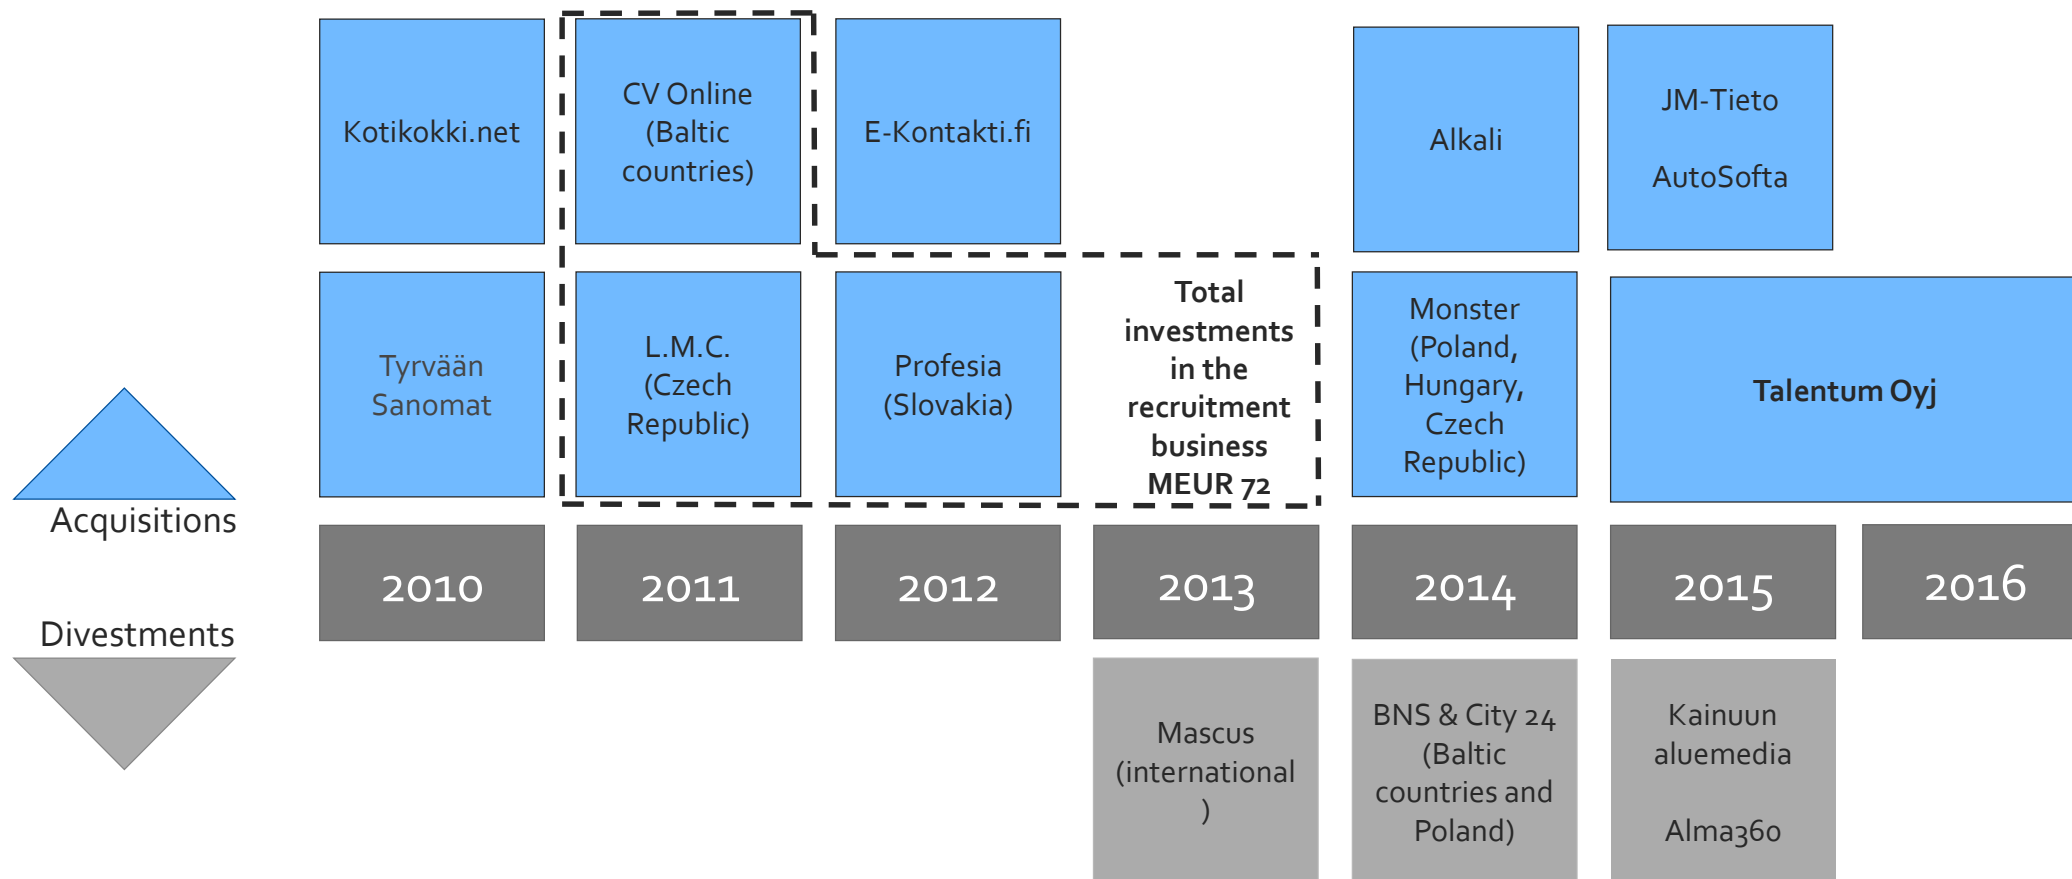 Kotikokki.net
CV Online
(Baltic
countries)
E-Kontakti.fi
Alkali
JM-Tieto
AutoSofta
Tyrvään
Sanomat
L.M.C.
(Czech
Republic)
Profesia
(Slovakia)
Total
investments
in the
recruitment
business
MEUR 72
Monster
(Poland,
Hungary,
Czech
Republic)
Talentum Oyj
Acquisitions
2010
2011
2012
2013
2014
2015
2016
Divestments
Mascus
(international
)
BNS & City 24
(Baltic
countries and
Poland)
Kainuun
aluemedia
Alma360